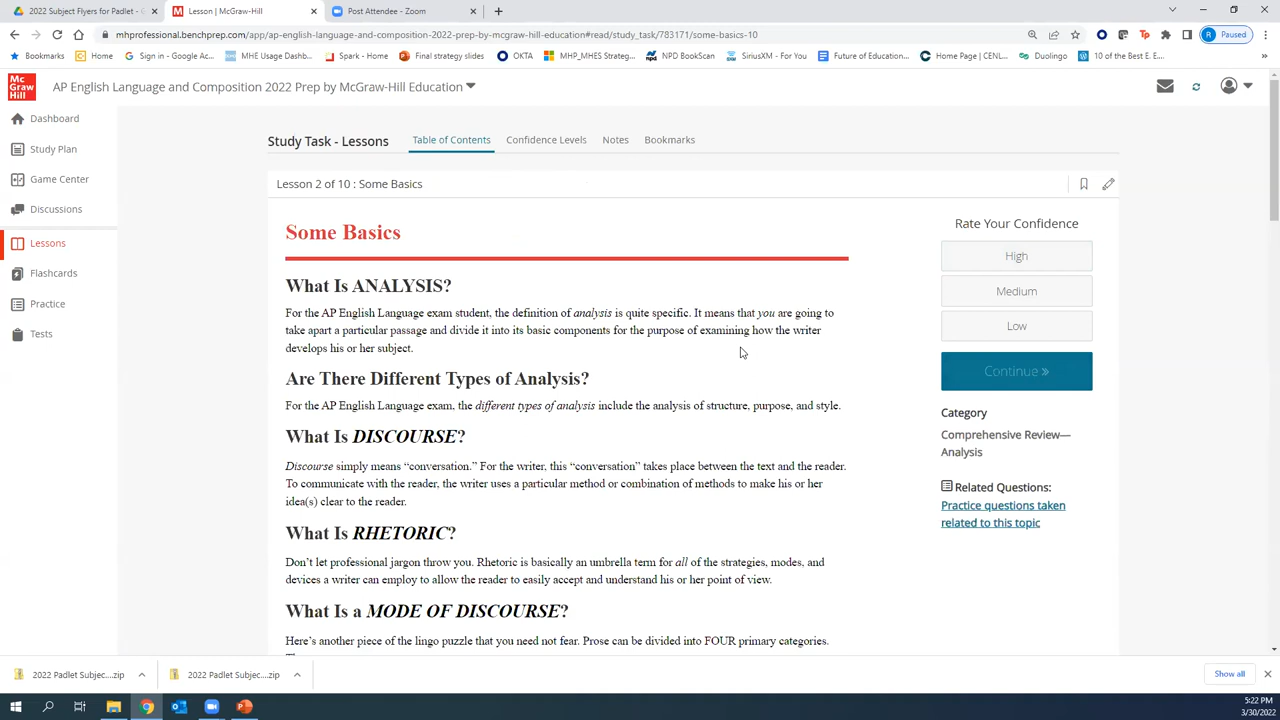 2022 Subject Flyers for Padlet - G
Lesson | McGraw-Hill
Post Attendee - Zoom
mhprofessional.benchprep.com/app/ap-english-language-and-composition-2022-prep-by-mcgraw-hill-education#read/study_task/783171/some-basics-10
Paused
Bookmarks
Home
Sign in - Google Ac...
MHE Usage Dashb...
Spark - Home
Final strategy slides
OKTA
MHP_MHES Strateg...
NPD BookScan
SiriusXM - For You
Future of Education...
Home Page | CENL...
Duolingo
10 of the Best E. E...
Mc
Graw
Hill
AP English Language and Composition 2022 Prep by McGraw-Hill Education
Dashboard
Study Plan
Game Center
Discussions
Lessons
Flashcards
Practice
Tests
Study Task - Lessons
Table of Contents
Confidence Levels
Notes
Bookmarks
Lesson 2 of 10 : Some Basics
Some Basics
What Is ANALYSIS?
For the AP English Language exam student, the definition of analysis is quite specific. It means that you are going to
take apart a particular passage and divide it into its basic components for the purpose of examining how the writer
develops his or her subject.
Are There Different Types of Analysis?
For the AP English Language exam, the different types of analysis include the analysis of structure, purpose, and style.
What Is DISCOURSE?
Discourse simply means “conversation.” For the writer, this “conversation” takes place between the text and the reader.
To communicate with the reader, the writer uses a particular method or combination of methods to make his or her
idea(s) clear to the reader.
What Is RHETORIC?
Don’t let professional jargon throw you. Rhetoric is basically an umbrella term for all of the strategies, modes, and
devices a writer can employ to allow the reader to easily accept and understand his or her point of view.
What Is a MODE OF DISCOURSE?
Here’s another piece of the lingo puzzle that you need not fear. Prose can be divided into FOUR primary categories.
Rate Your Confidence
High
Medium
Low
Continue »
Category
Comprehensive Review—
Analysis
Related Questions:
Practice questions taken
related to this topic
2022 Padlet Subjec....zip
2022 Padlet Subjec....zip
Show all
5:22 PM
3/30/2022